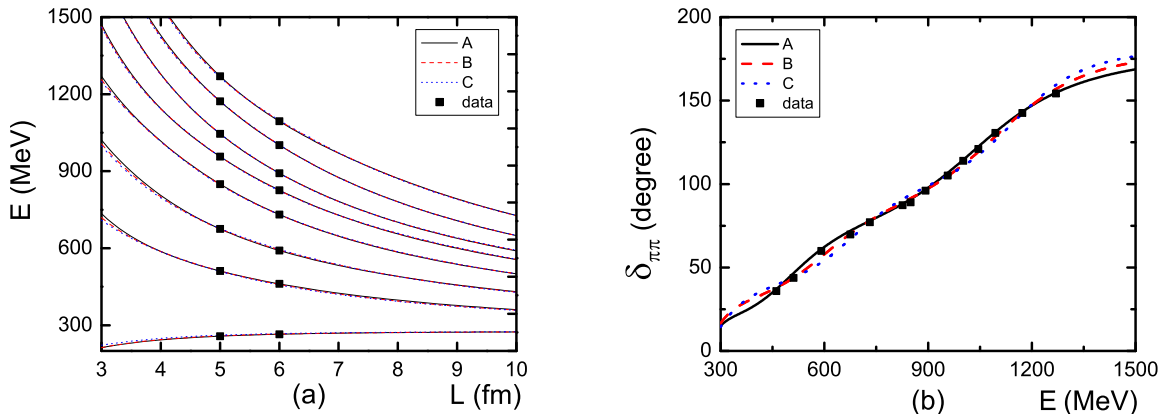 1500
1200
900
600
300
E (MeV)
3 4 5 6 7 8 9 10
(a)
L (fm)
A
B
C
data
200
150
100
50
0
δππ (degree)
300 600 900 1200 1500
(b)
E (MeV)
A
B
C
data